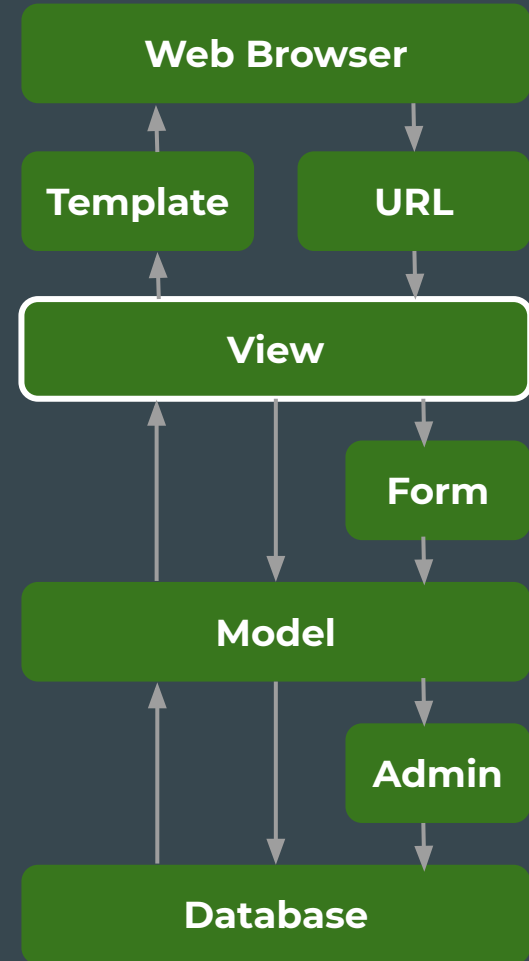 Web Browser
Template
URL
View
Form
Model
Admin
Database